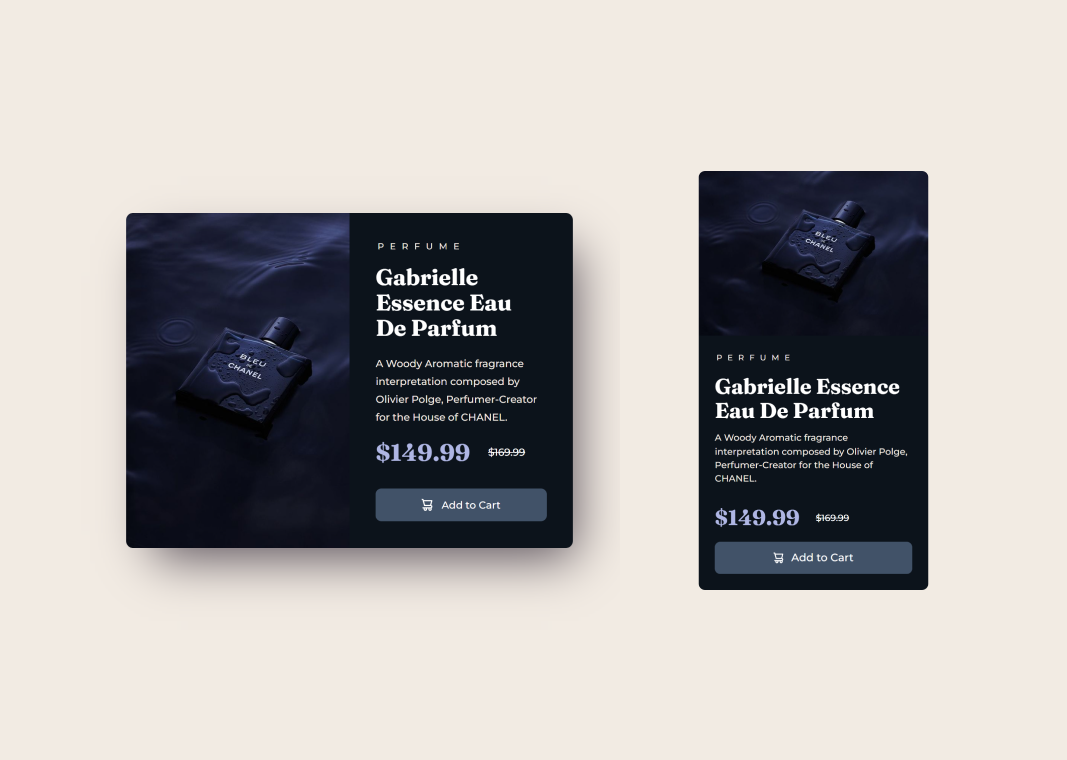 BLEU
DE
CHANEL
PERFUME
Gabrielle
Essence Eau
De Parfum
A Woody Aromatic fragrance
interpretation composed by
Olivier Polge, Perfumer-Creator
for the House of CHANEL.
$149.99 $169.99
Add to Cart
BLEU
DE
CHANEL
PERFUME
Gabrielle Essence
Eau De Parfum
A Woody Aromatic fragrance
interpretation composed by Olivier Polge,
Perfumer-Creator for the House of
CHANEL.
$149.99 $169.99
Add to Cart